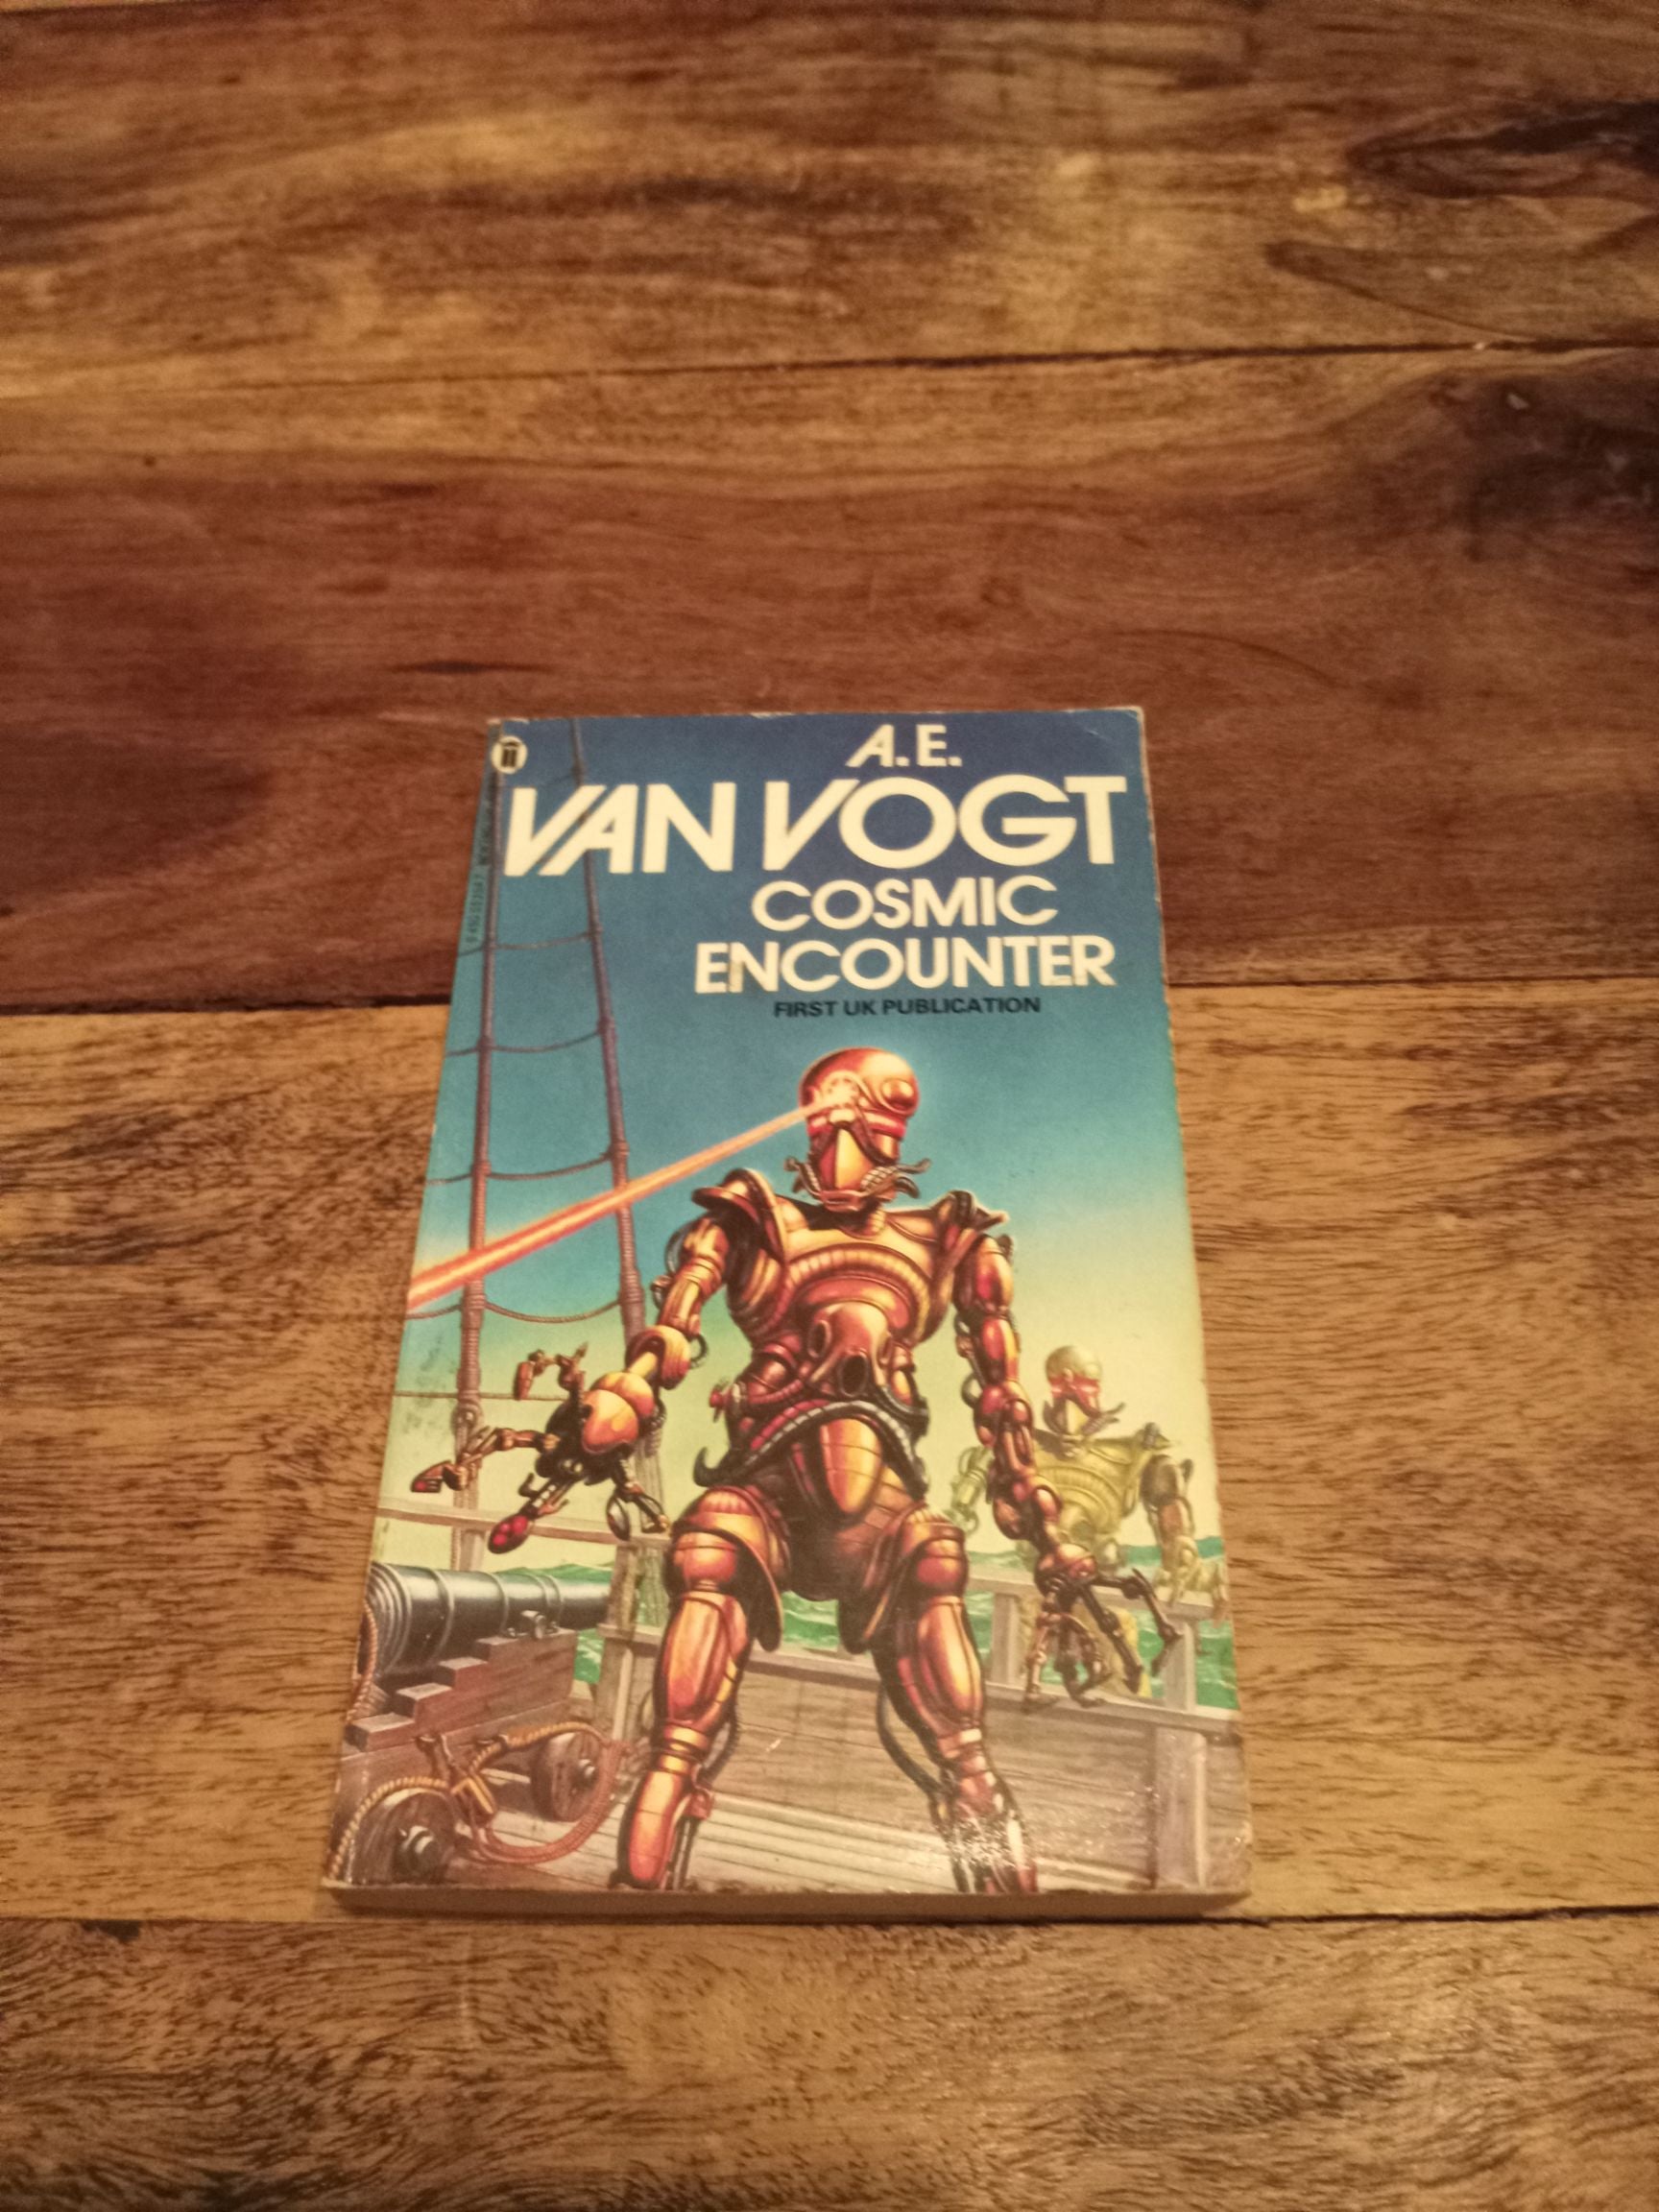 A.E.
VAN VOGT
COSMIC
ENCOUNTER
FIRST UK PUBLICATION